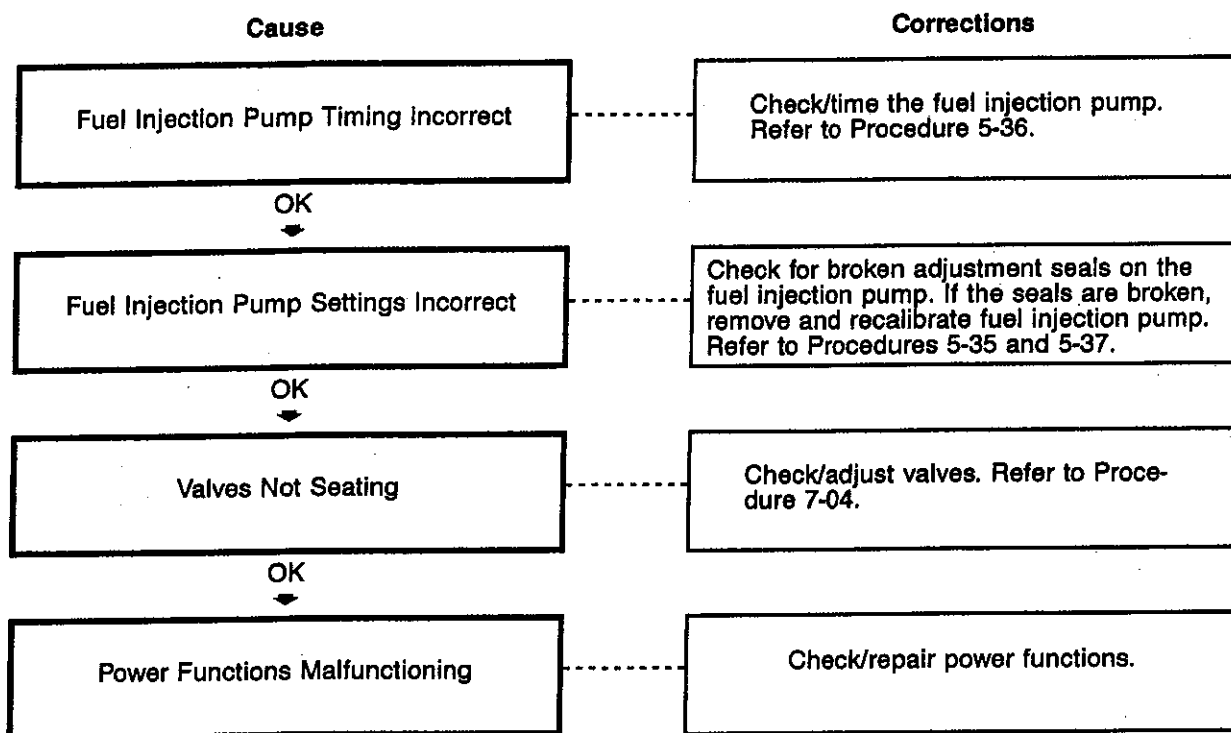 Cause
Corrections
Fuel Injection Pump Timing Incorrect
Check/time the fuel injection pump.
Refer to Procedure 5-36.
OK
Fuel Injection Pump Settings Incorrect
Check for broken adjustment seals on the
fuel injection pump. If the seals are broken,
remove and recalibrate fuel injection pump.
Refer to Procedures 5-35 and 5-37.
OK
Valves Not Seating
Check/adjust valves. Refer to Proce-
dure 7-04.
OK
Power Functions Malfunctioning
Check/repair power functions.